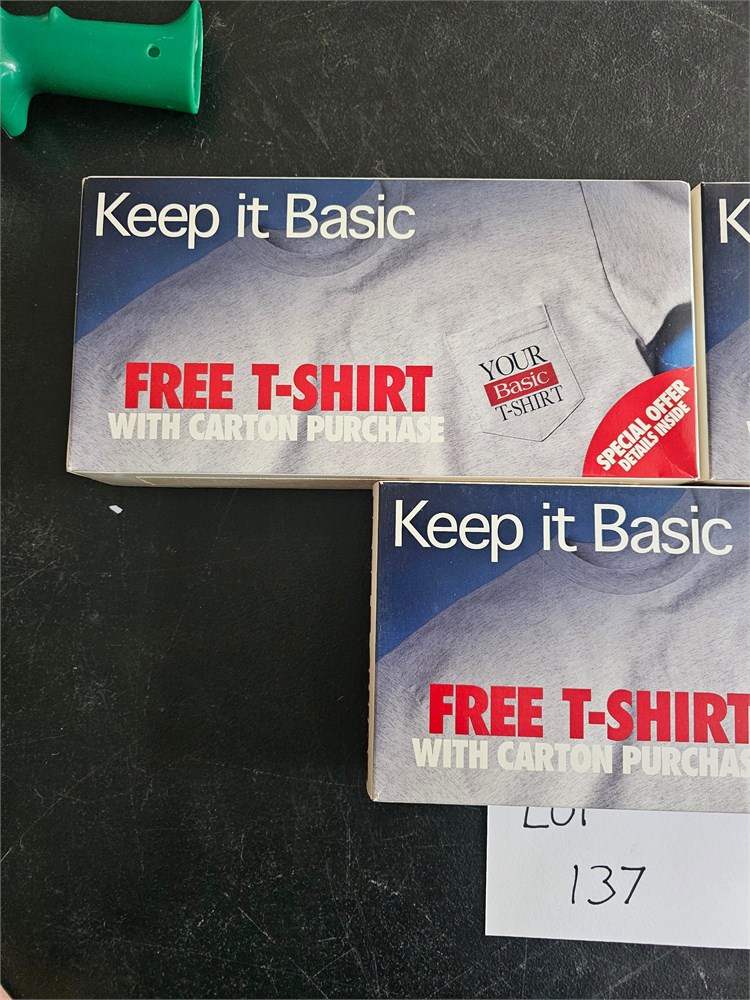 Keep it Basic
FREE T-SHIRT
WITH CARTON PURCHASE
YOUR
Basic
T-SHIRT
SPECIAL OFFER
DETAILS INSIDE
K
Keep it Basic
FREE T-SHIRT
WITH CARTON PURCHAS
LOT
137